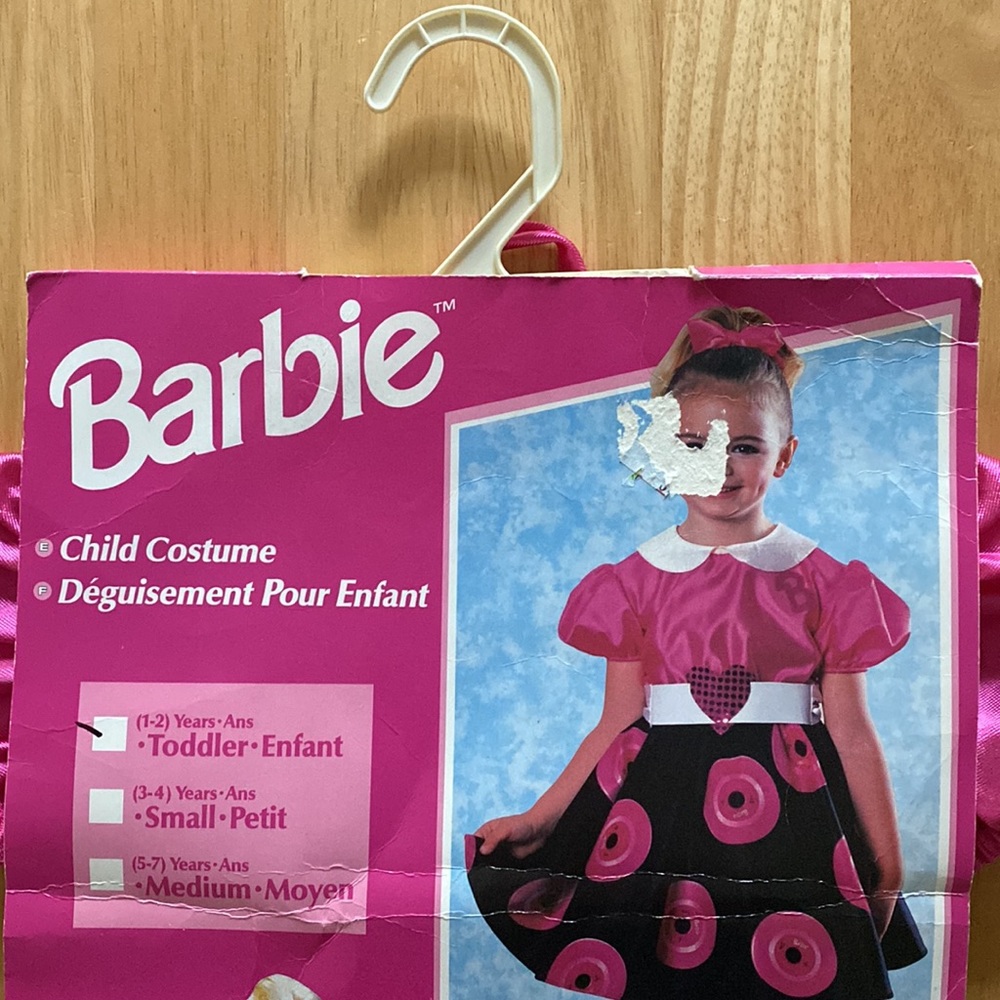 Barbie™
E Child Costume
F Déguisement Pour Enfant
(1-2) Years•Ans
•Toddler•Enfant
(3-4) Years•Ans
•Small•Petit
(5-7) Years•Ans
•Medium•Moyen
B